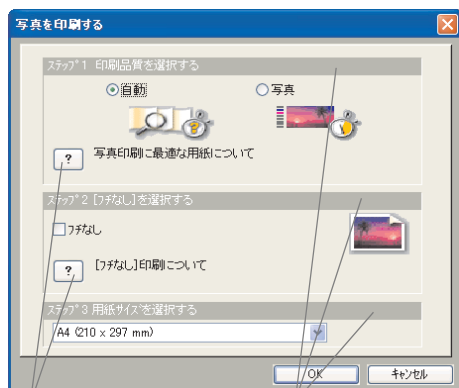 写真を印刷する
ステップ1 印刷品質を選択する
自動
写真
?
写真印刷に最適な用紙について
ステップ2 [フチなし]を選択する
フチなし
?
[フチなし]印刷について
ステップ3 用紙サイズを選択する
A4 (210 x 297 mm)
OK
キャンセル